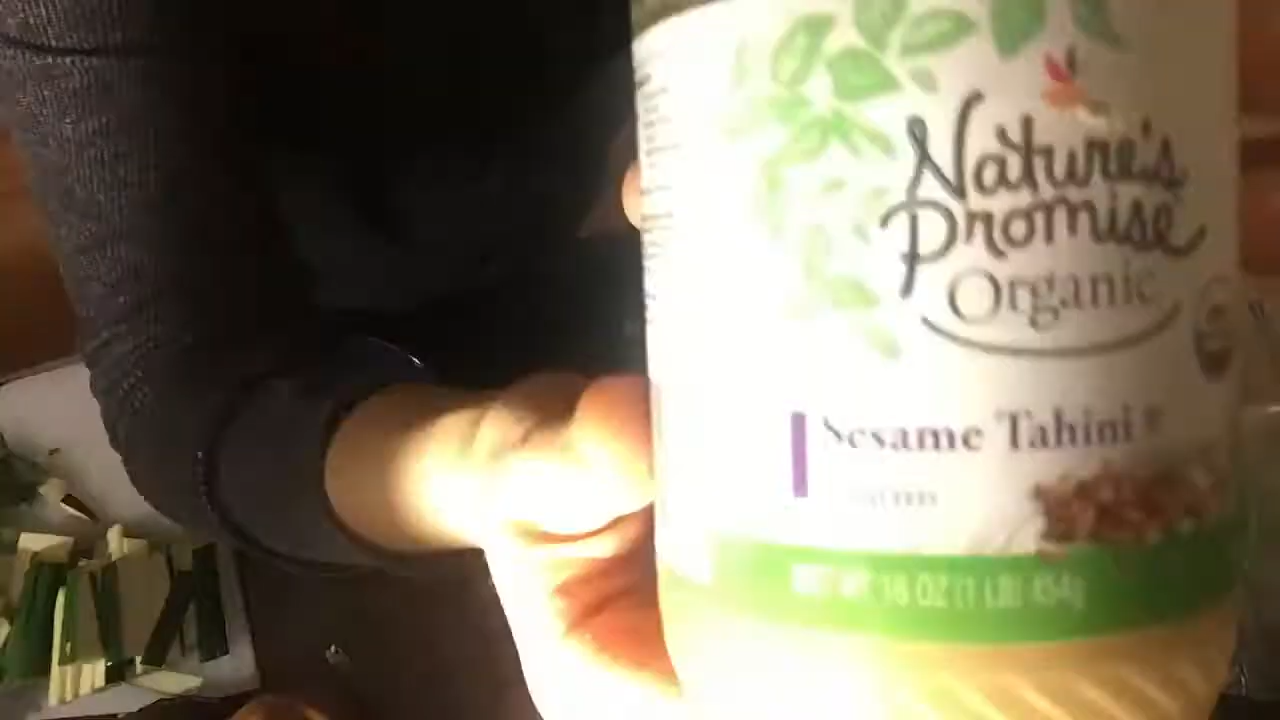 Nature's
Promise
Organic
Sesame Tahini
NET WT 16 OZ (1 LB) 454g